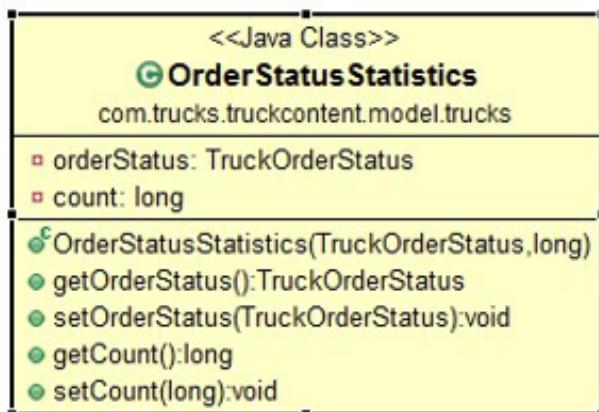 <<Java Class>>
OrderStatusStatistics
com.trucks.truckcontent.model.trucks
orderStatus: TruckOrderStatus
count: long
OrderStatusStatistics(TruckOrderStatus,long)
getOrderStatus():TruckOrderStatus
setOrderStatus(TruckOrderStatus):void
getCount():long
setCount(long):void